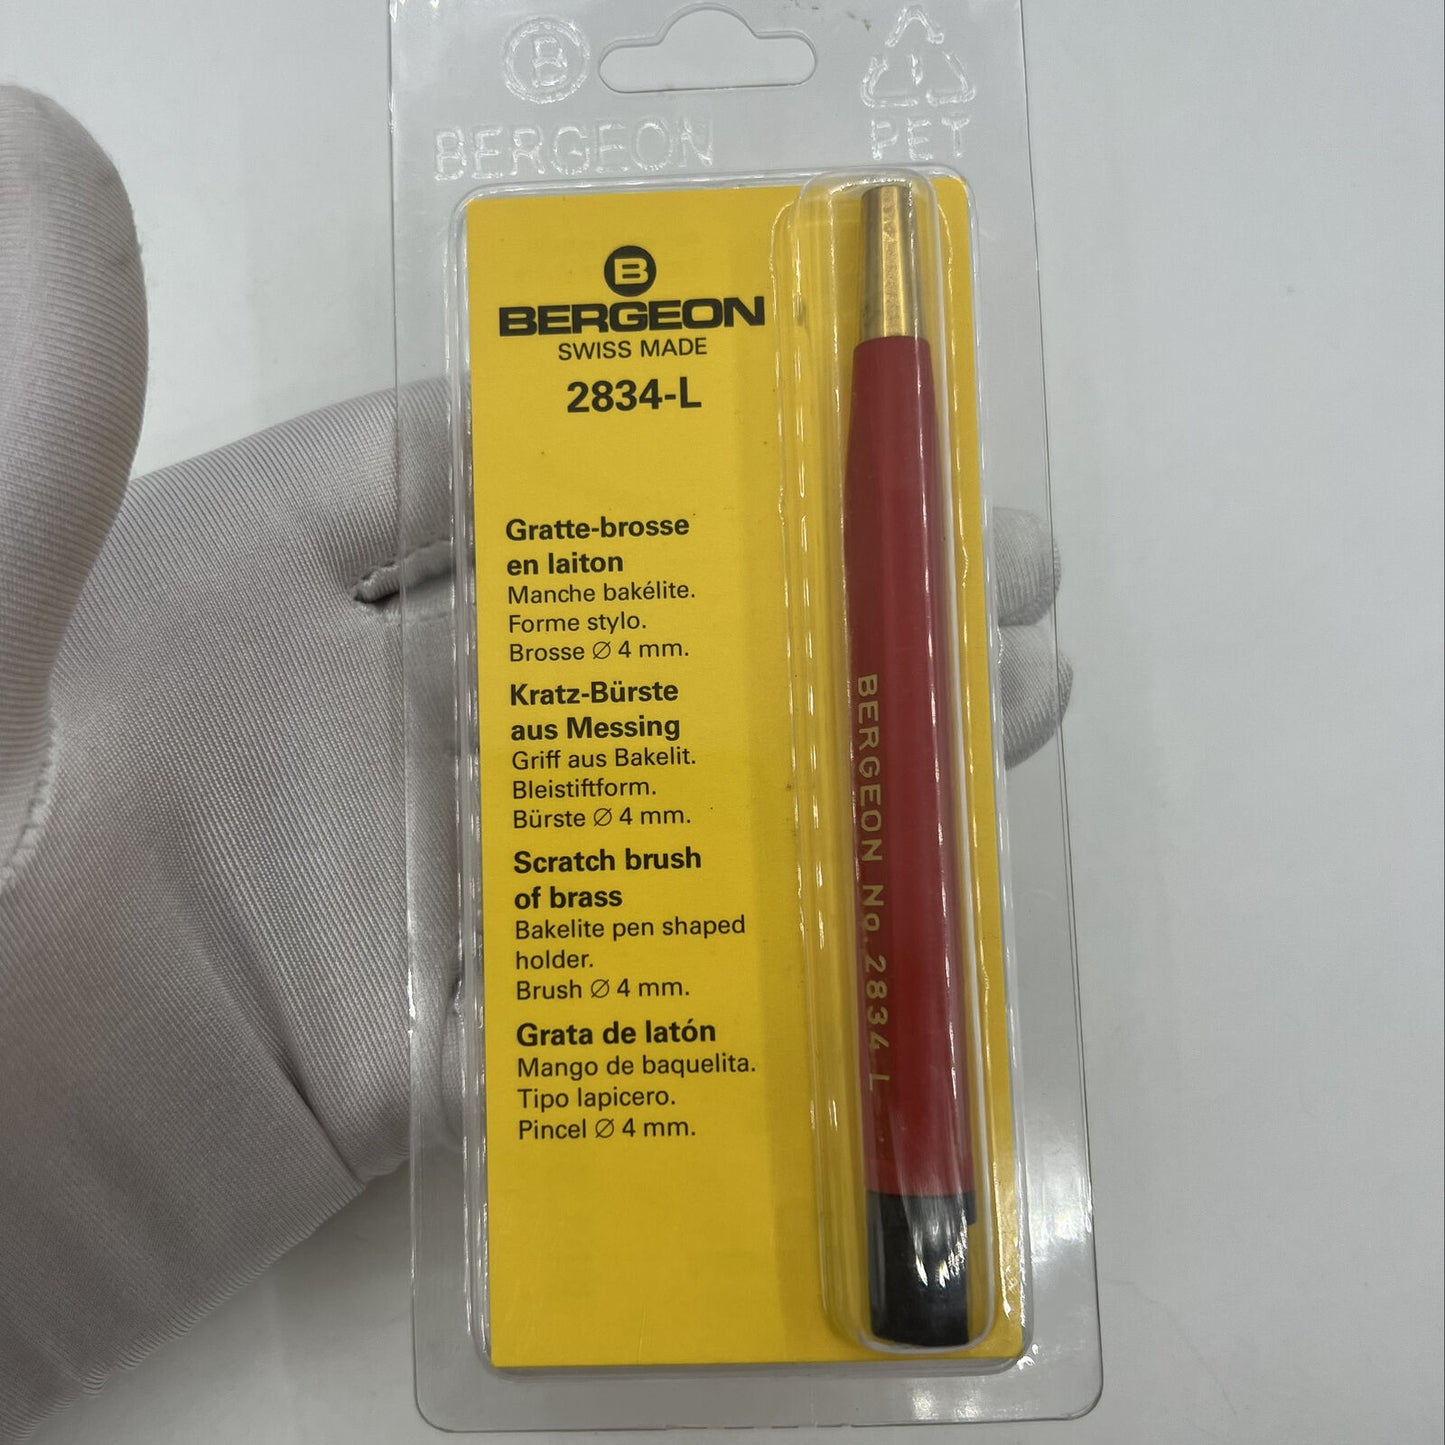 B
BERGEON
PET
B
BERGEON
SWISS MADE
2834-L
Gratte-brosse
en laiton
Manche bakélite.
Forme stylo.
Brosse ∅ 4 mm.
Kratz-Bürste
aus Messing
Griff aus Bakelit.
Bleistiftform.
Bürste ∅ 4 mm.
Scratch brush
of brass
Bakelite pen shaped
holder.
Brush ∅ 4 mm.
Grata de latón
Mango de baquelita.
Tipo lapicero.
Pincel ∅ 4 mm.
BERGEON No. 2834 L